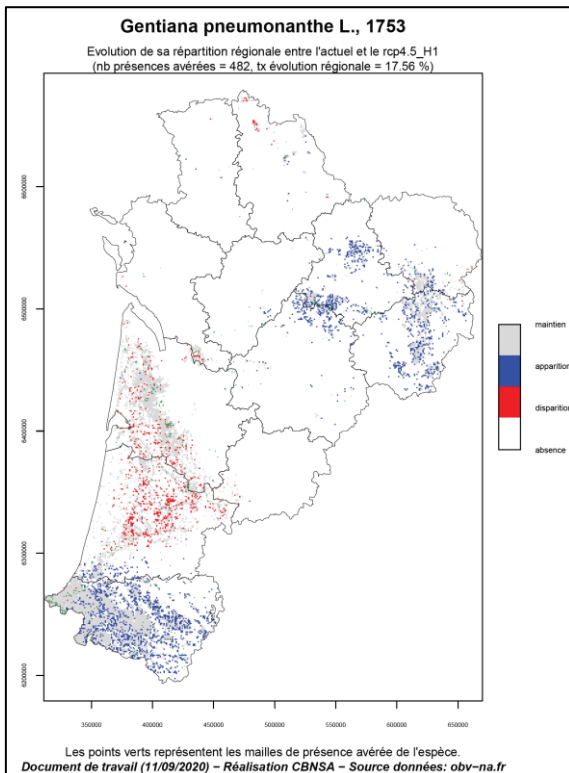 Gentiana pneumonanthe L., 1753
Evolution de sa répartition régionale entre l'actuel et le rcp4.5_H1
(nb présences avérées = 482, tx évolution régionale = 17.56 %)
6600000
6500000
6400000
6300000
6200000
maintien
apparition
disparition
absence
350000 400000 450000 500000 550000 600000 650000
Les points verts représentent les mailles de présence avérée de l'espèce.
Document de travail (11/09/2020) − Réalisation CBNSA − Source données: obv−na.fr